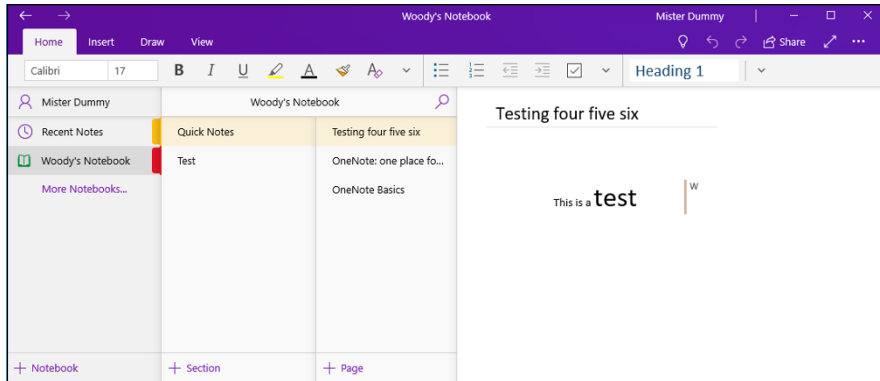 Woody's Notebook
Mister Dummy
Home Insert Draw View
Share
Calibri 17 B I U A A Heading 1
Mister Dummy
Recent Notes
Woody's Notebook
More Notebooks...
Woody's Notebook
Quick Notes
Test
Testing four five six
OneNote: one place fo...
OneNote Basics
Testing four five six
This is a test
W
+ Notebook
+ Section
+ Page